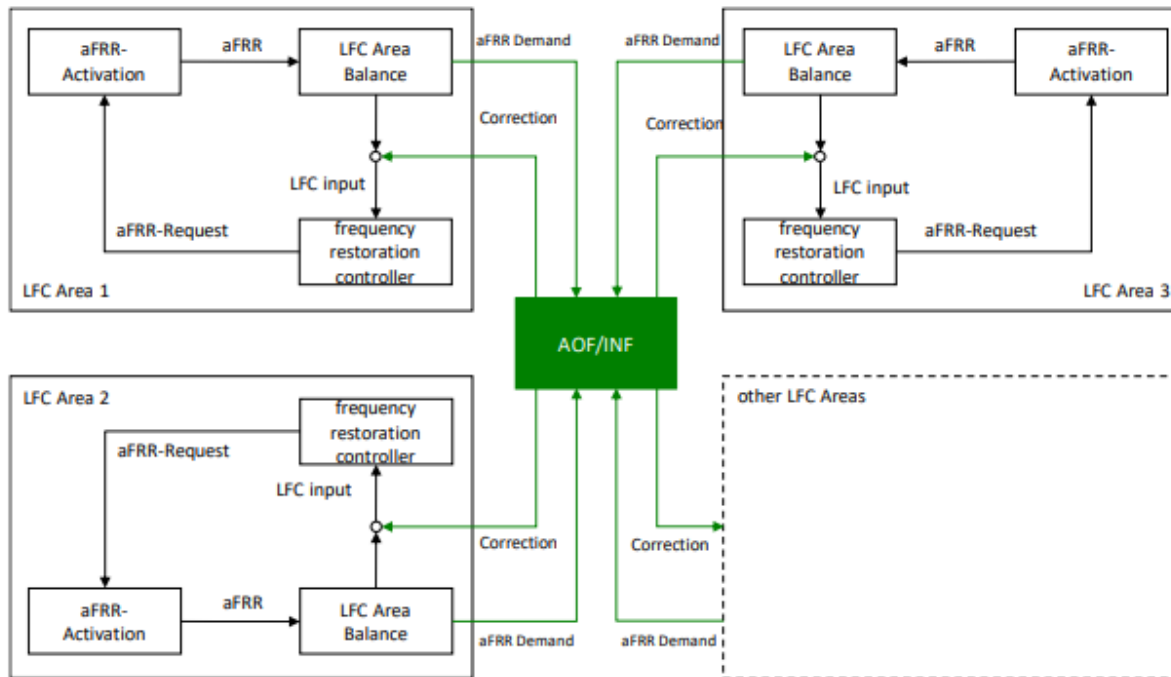 aFRR-
Activation
aFRR
LFC Area
Balance
aFRR Demand
Correction
LFC input
aFRR-Request
frequency
restoration
controller
LFC Area 1
aFRR Demand
LFC Area
Balance
aFRR
aFRR-
Activation
Correction
LFC input
frequency
restoration
controller
aFRR-Request
LFC Area 3
AOF/INF
LFC Area 2
frequency
restoration
controller
aFRR-Request
LFC input
Correction
aFRR-
Activation
aFRR
LFC Area
Balance
aFRR Demand
other LFC Areas
Correction
aFRR Demand